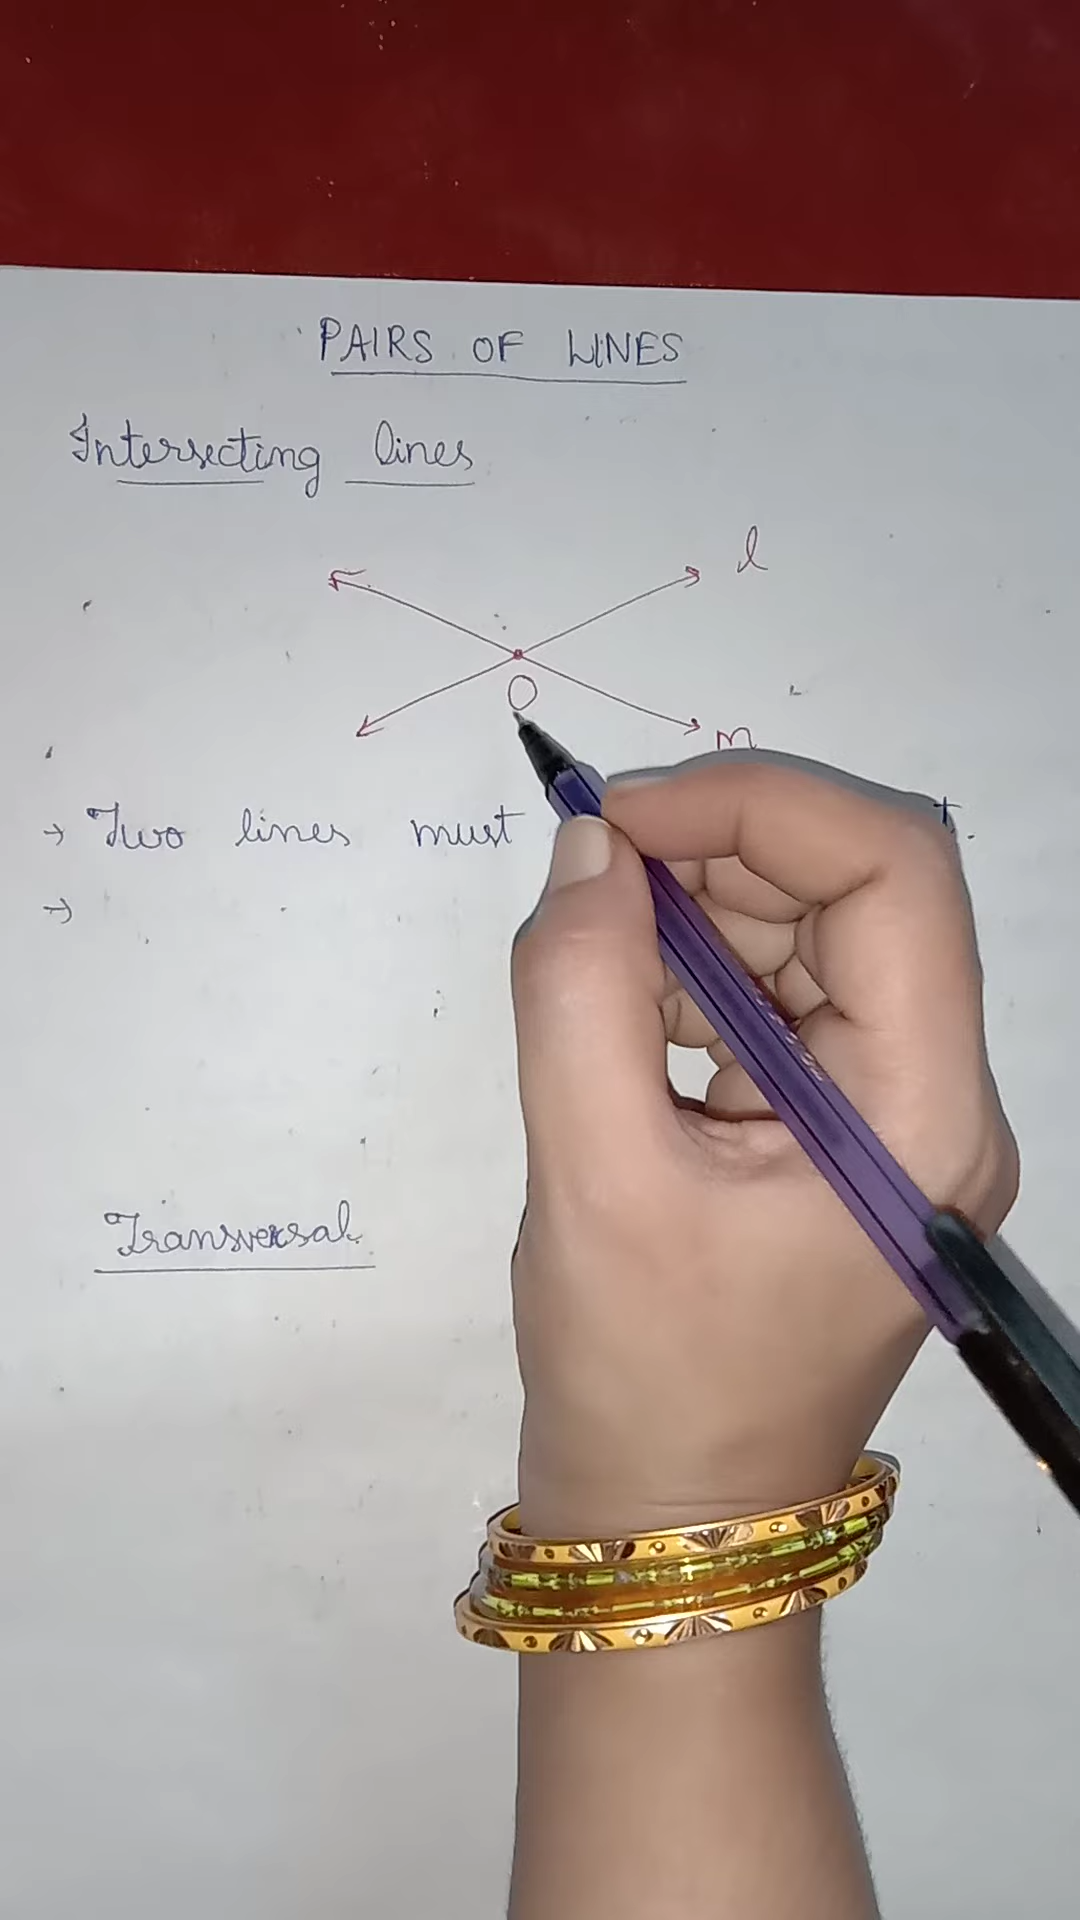 PAIRS OF LINES
Intersecting lines
l
O
m
→ Two lines must t.
→
Transversal